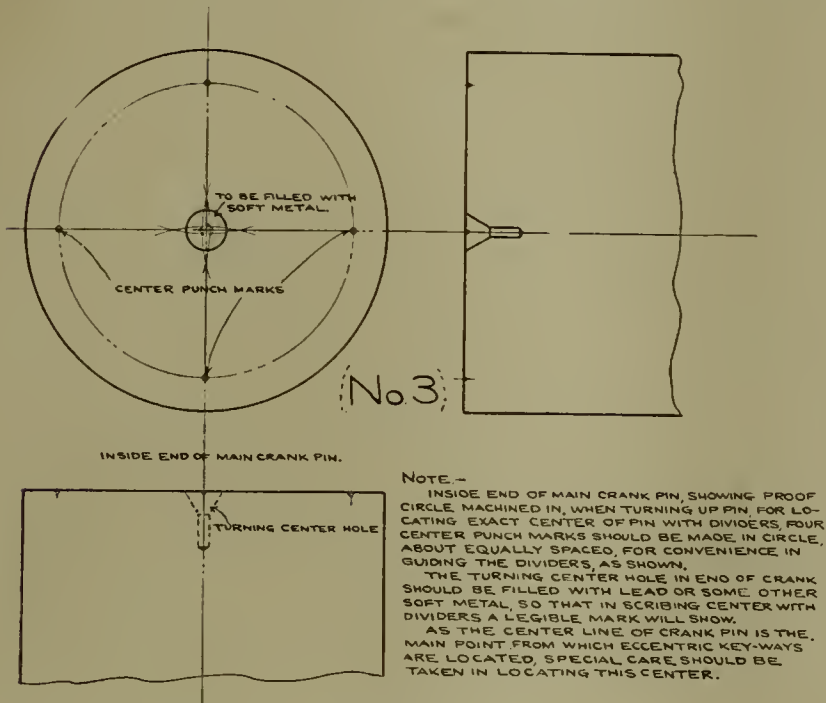 TO BE FILLED WITH
SOFT METAL.
CENTER PUNCH MARKS
(No.3)
INSIDE END OF MAIN CRANK PIN.
TURNING CENTER HOLE
NOTE.-
INSIDE END OF MAIN CRANK PIN, SHOWING PROOF
CIRCLE MACHINED IN, WHEN TURNING UP PIN, FOR LO-
CATING EXACT CENTER OF PIN WITH DIVIDERS, FOUR
CENTER PUNCH MARKS SHOULD BE MADE IN CIRCLE,
ABOUT EQUALLY SPACED, FOR CONVENIENCE IN
GUIDING THE DIVIDERS, AS SHOWN.
THE TURNING CENTER HOLE IN END OF CRANK
SHOULD BE FILLED WITH LEAD OR SOME OTHER
SOFT METAL, SO THAT IN SCRIBING CENTER WITH
DIVIDERS A LEGIBLE MARK WILL SHOW.
AS THE CENTER LINE OF CRANK PIN IS THE.
MAIN POINT FROM WHICH ECCENTRIC KEY-WAYS
ARE LOCATED, SPECIAL CARE SHOULD BE
TAKEN IN LOCATING THIS CENTER.